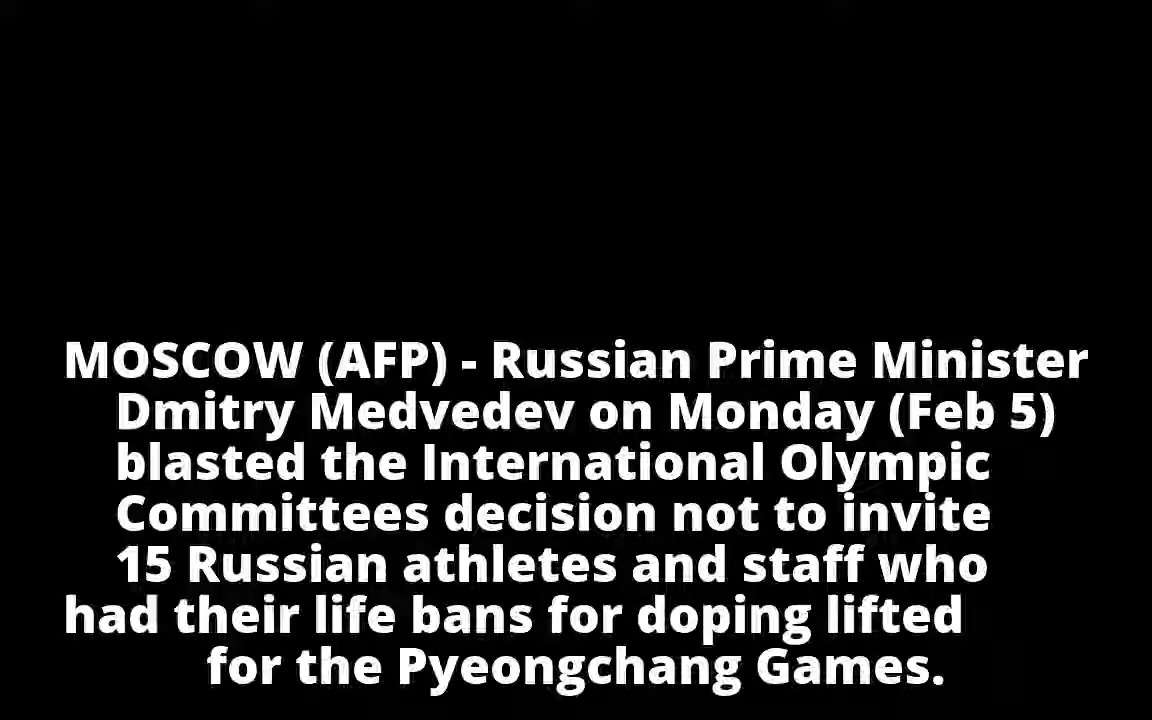 MOSCOW (AFP) - Russian Prime Minister
Dmitry Medvedev on Monday (Feb 5)
blasted the International Olympic
Committees decision not to invite
15 Russian athletes and staff who
had their life bans for doping lifted
for the Pyeongchang Games.